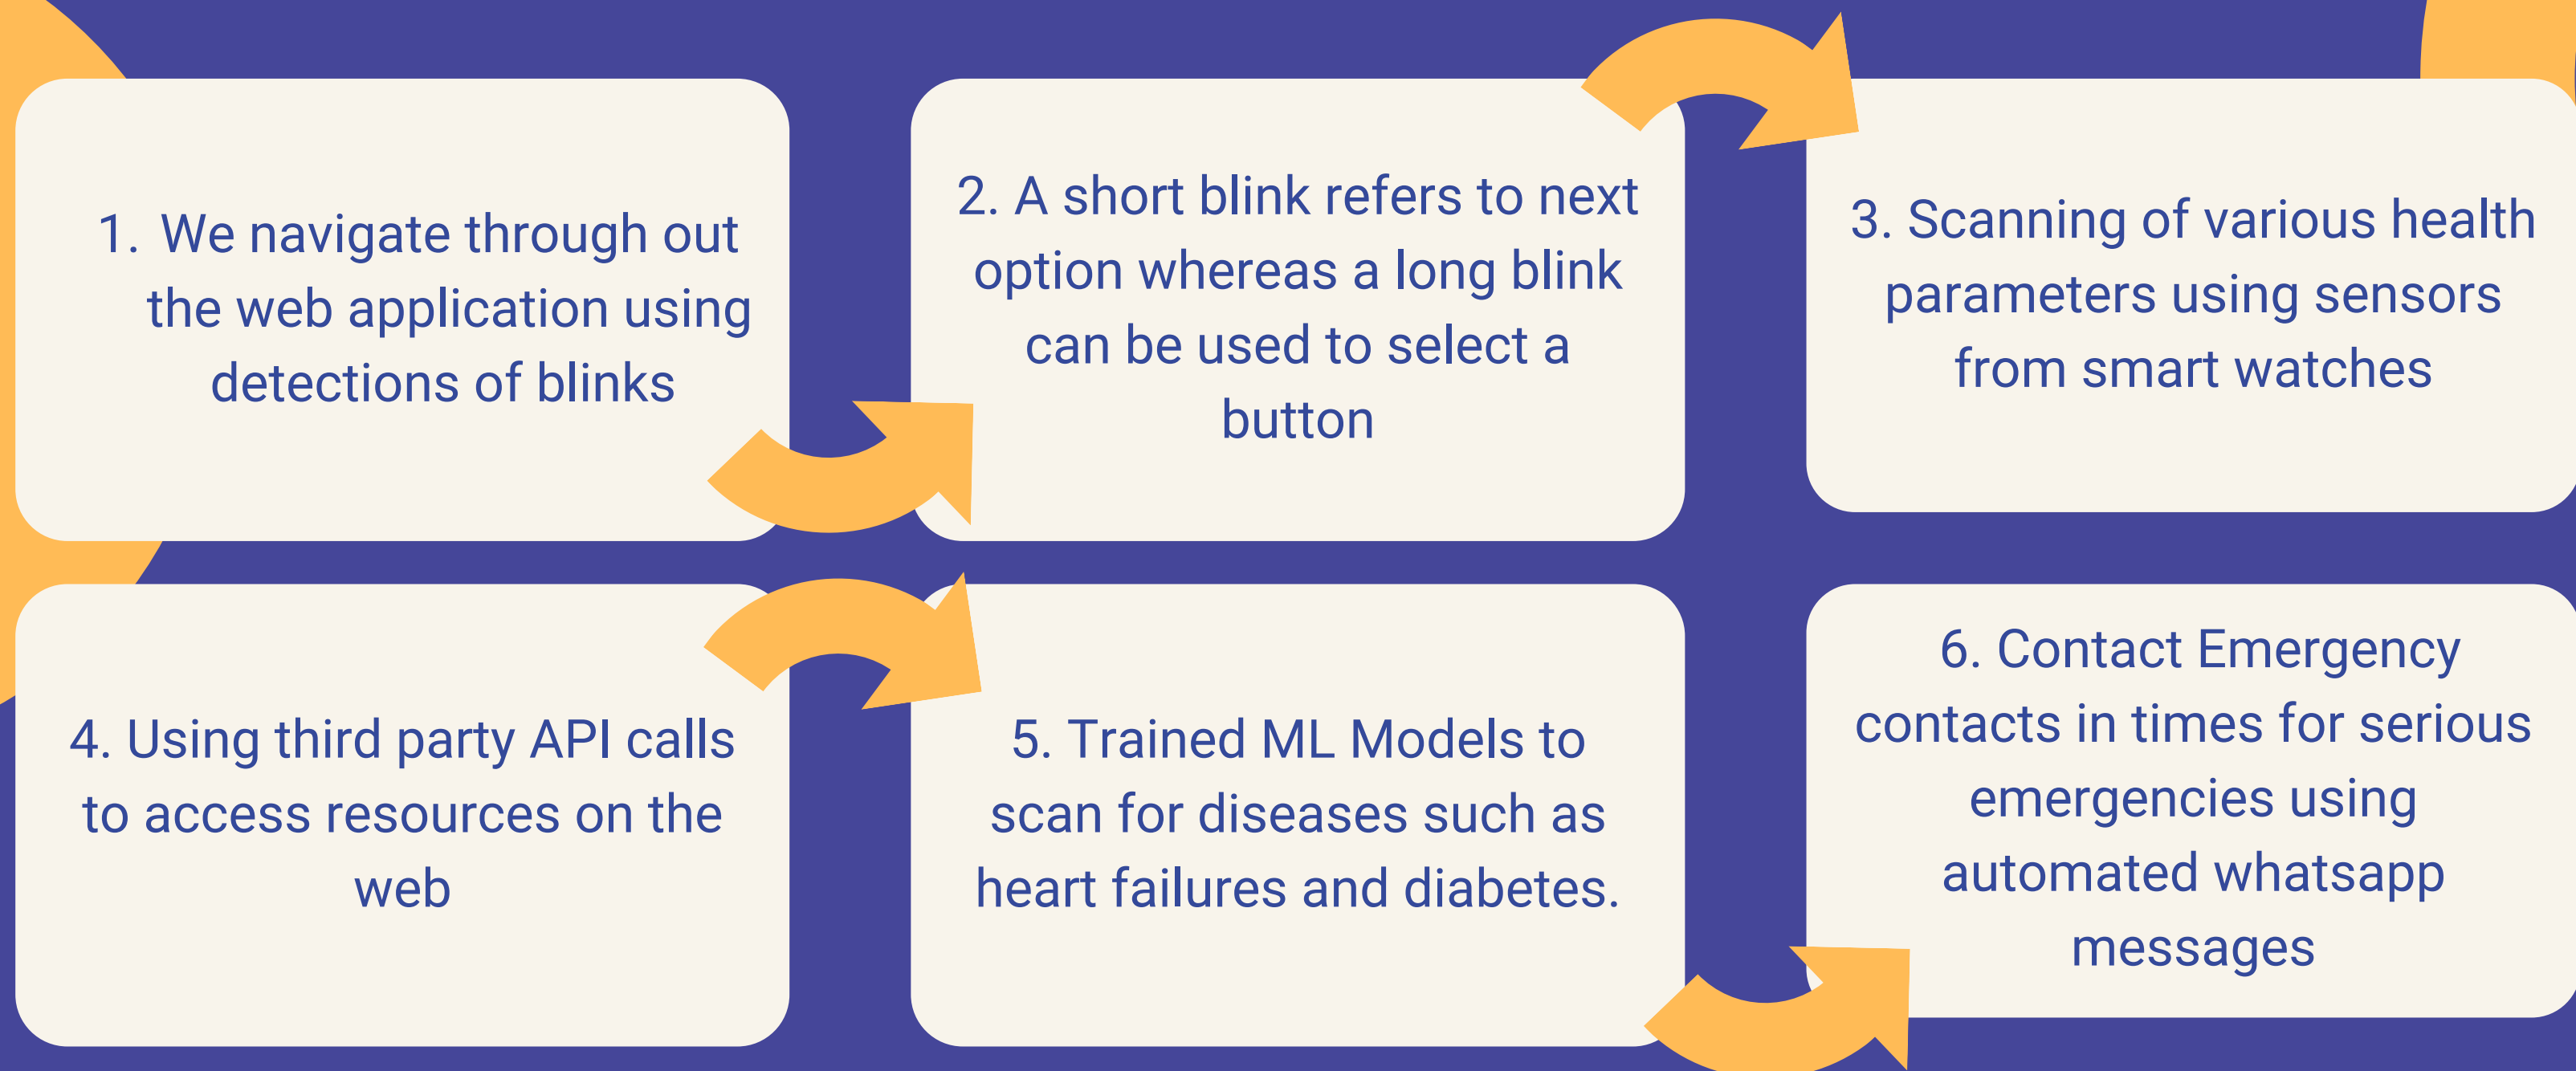 1. We navigate through out
the web application using
detections of blinks
2. A short blink refers to next
option whereas a long blink
can be used to select a
button
3. Scanning of various health
parameters using sensors
from smart watches
4. Using third party API calls
to access resources on the
web
5. Trained ML Models to
scan for diseases such as
heart failures and diabetes.
6. Contact Emergency
contacts in times for serious
emergencies using
automated whatsapp
messages